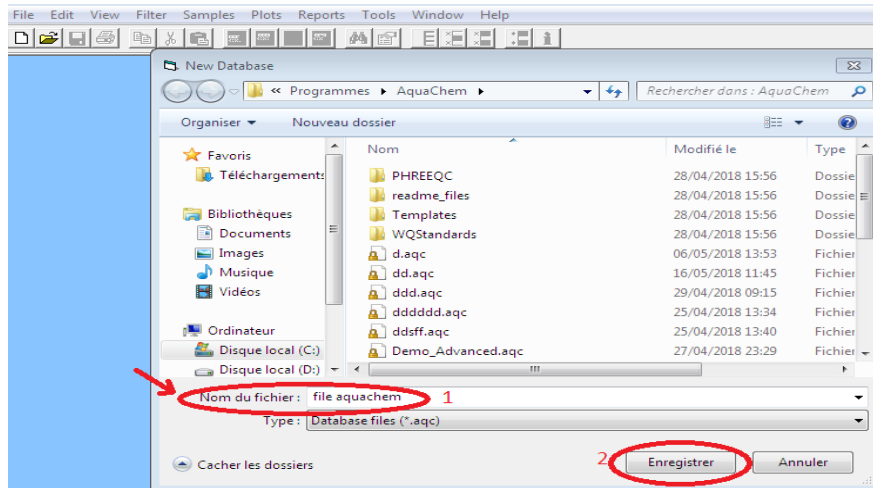 File Edit View Filter Samples Plots Reports Tools Window Help
New Database
« Programmes AquaChem
Rechercher dans : AquaChem
Organiser Nouveau dossier
Nom Modifié le Type
Favoris
Téléchargements
Bibliothèques
Documents
Images
Musique
Vidéos
Ordinateur
Disque local (C:)
Disque local (D:)
PHREEQC 28/04/2018 15:56 Dossie
readme_files 28/04/2018 15:56 Dossie
Templates 28/04/2018 15:56 Dossie
WQStandards 28/04/2018 15:56 Dossie
d.aqc 06/05/2018 13:53 Fichier
dd.aqc 16/05/2018 11:45 Fichier
ddd.aqc 29/04/2018 09:15 Fichier
dddddd.aqc 25/04/2018 13:34 Fichier
ddsff.aqc 25/04/2018 13:40 Fichier
Demo_Advanced.aqc 27/04/2018 23:29 Fichier
Nom du fichier : file aquachem 1
Type : Database files (*.aqc)
Cacher les dossiers 2 Enregistrer Annuler